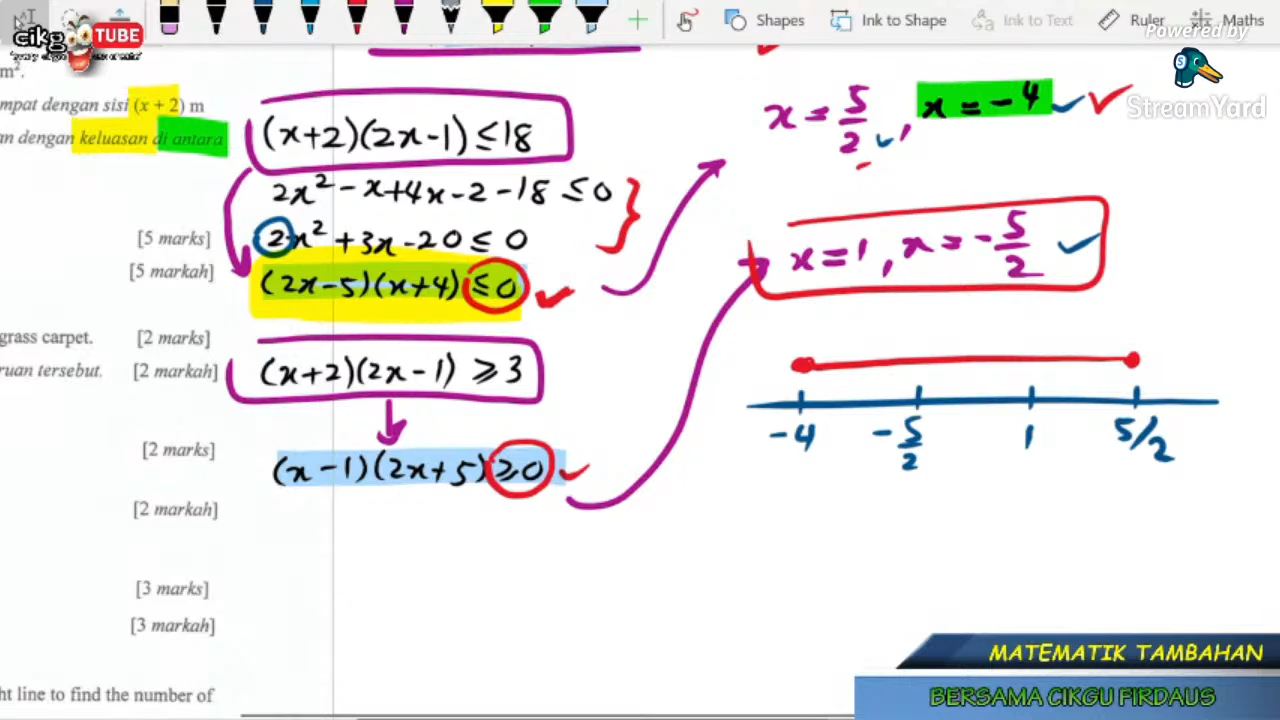 Shapes
Ink to Shape
Ink to Text
Ruler
Maths
cikgooTUBE
Powered by
StreamYard
m².
mpat dengan sisi (x + 2) m
an dengan keluasan di antara
[5 marks]
[5 markah]
grass carpet. [2 marks]
ruan tersebut. [2 markah]
[2 marks]
[2 markah]
[3 marks]
[3 markah]
ht line to find the number of
(x+2)(2x-1) ≤ 18
2x² - x + 4x - 2 - 18 ≤ 0
2x² + 3x - 20 ≤ 0
(2x-5)(x+4) ≤ 0
(x+2)(2x-1) ≥ 3
(x-1)(2x+5) ≥ 0
x = 5/2, x = -4
x = 1, x = -5/2
-4 -5/2 1 5/2
MATEMATIK TAMBAHAN
BERSAMA CIKGU FIRDAUS